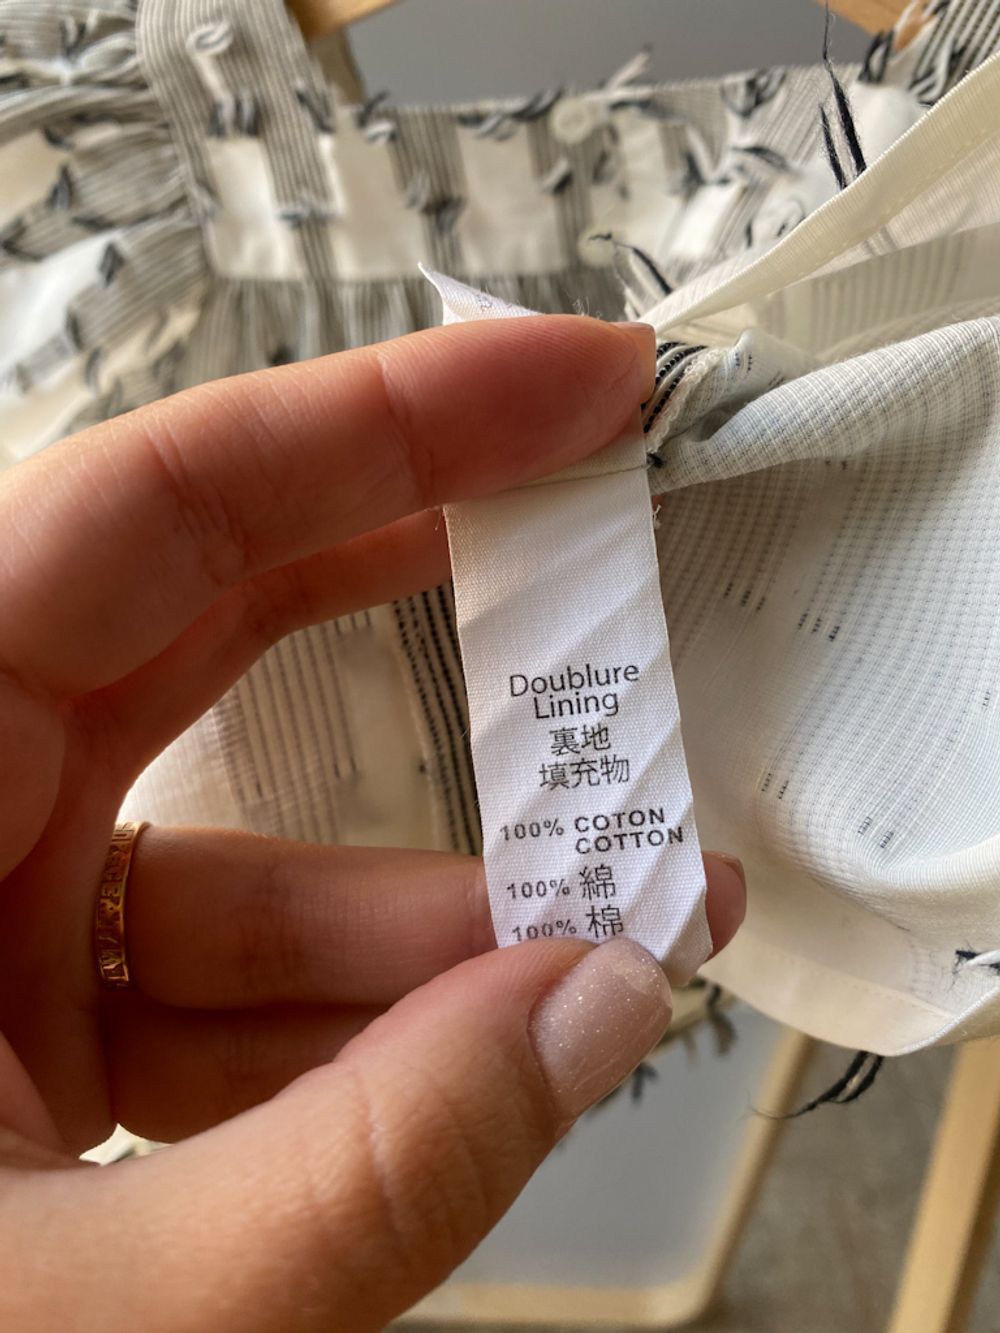 Doublure
Lining
裏地
填充物
100% COTON
COTTON
100% 綿
100% 棉